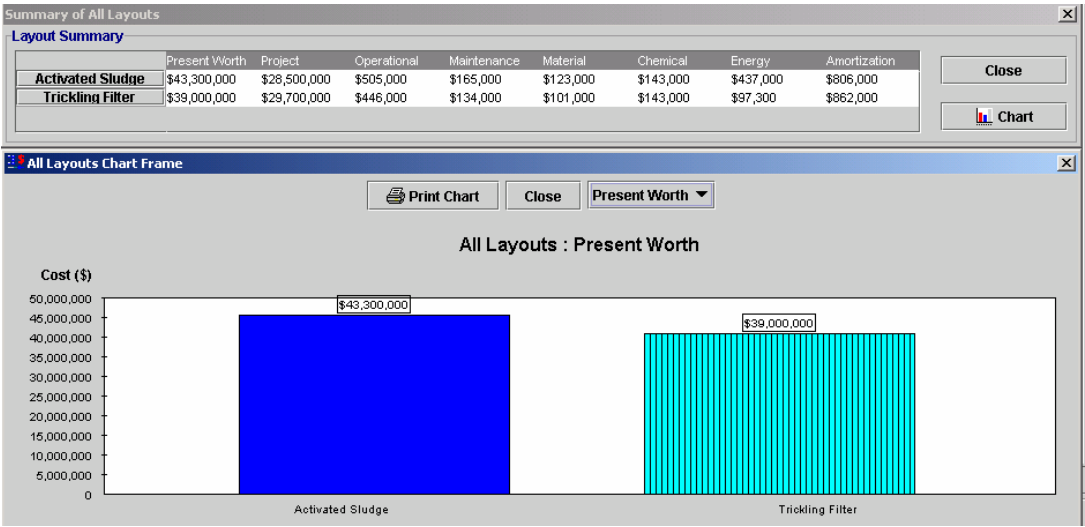 Summary of All Layouts
Layout Summary
Present Worth Project Operational Maintenance Material Chemical Energy Amortization
Activated Sludge $43,300,000 $28,500,000 $505,000 $165,000 $123,000 $143,000 $437,000 $806,000
Trickling Filter $39,000,000 $29,700,000 $446,000 $134,000 $101,000 $143,000 $97,300 $862,000
Close
Chart
All Layouts Chart Frame
Print Chart Close Present Worth
All Layouts : Present Worth
Cost ($)
50,000,000
45,000,000
40,000,000
35,000,000
30,000,000
25,000,000
20,000,000
15,000,000
10,000,000
5,000,000
0
$43,300,000
$39,000,000
Activated Sludge Trickling Filter